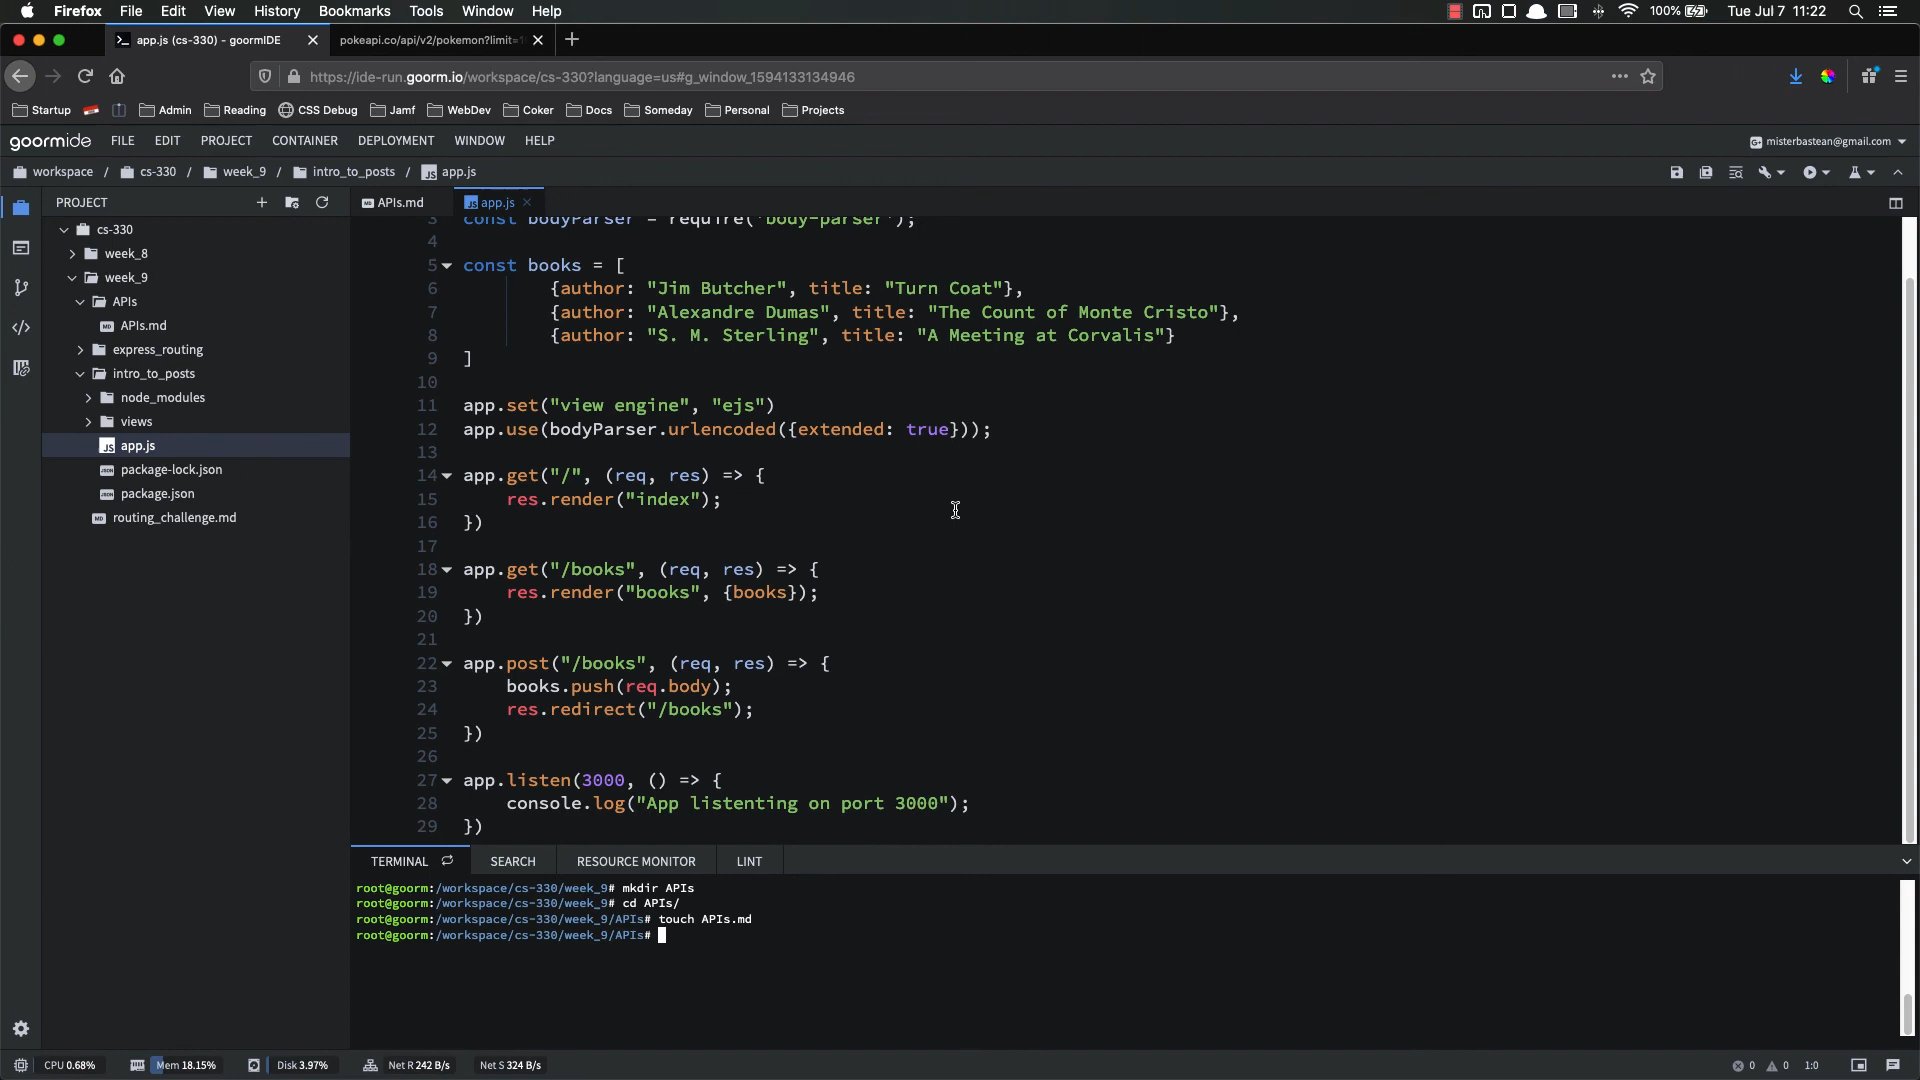 Firefox File Edit View History Bookmarks Tools Window Help 100% Tue Jul 7 11:22
app.js (cs-330) - goormIDE pokeapi.co/api/v2/pokemon?limit=1
https://ide-run.goorm.io/workspace/cs-330?language=us#g_window_1594133134946
Startup Admin Reading CSS Debug Jamf WebDev Coker Docs Someday Personal Projects
goormide FILE EDIT PROJECT CONTAINER DEPLOYMENT WINDOW HELP misterbastean@gmail.com
workspace / cs-330 / week_9 / intro_to_posts / app.js
PROJECT
cs-330
week_8
week_9
APIs
APIs.md
express_routing
intro_to_posts
node_modules
views
app.js
package-lock.json
package.json
routing_challenge.md
APIs.md app.js
3 const bodyParser = require('body-parser');
4
5 const books = [
6 {author: "Jim Butcher", title: "Turn Coat"},
7 {author: "Alexandre Dumas", title: "The Count of Monte Cristo"},
8 {author: "S. M. Sterling", title: "A Meeting at Corvalis"}
9 ]
10
11 app.set("view engine", "ejs")
12 app.use(bodyParser.urlencoded({extended: true}));
13
14 app.get("/", (req, res) => {
15 res.render("index");
16 })
17
18 app.get("/books", (req, res) => {
19 res.render("books", {books});
20 })
21
22 app.post("/books", (req, res) => {
23 books.push(req.body);
24 res.redirect("/books");
25 })
26
27 app.listen(3000, () => {
28 console.log("App listenting on port 3000");
29 })
TERMINAL SEARCH RESOURCE MONITOR LINT
root@goorm:/workspace/cs-330/week_9# mkdir APIs
root@goorm:/workspace/cs-330/week_9# cd APIs/
root@goorm:/workspace/cs-330/week_9/APIs# touch APIs.md
root@goorm:/workspace/cs-330/week_9/APIs#
CPU 0.68% Mem 18.15% Disk 3.97% Net R 242 B/s Net S 324 B/s 0 0 1:0